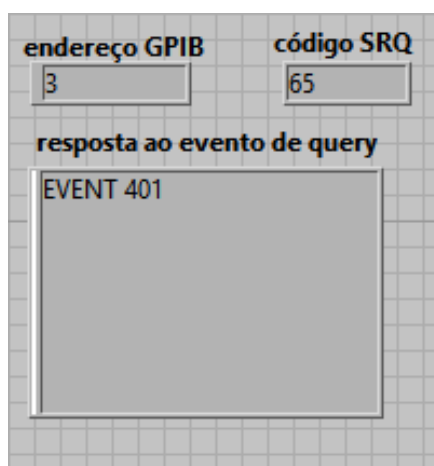 endereço GPIB
código SRQ
3
65
resposta ao evento de query
EVENT 401